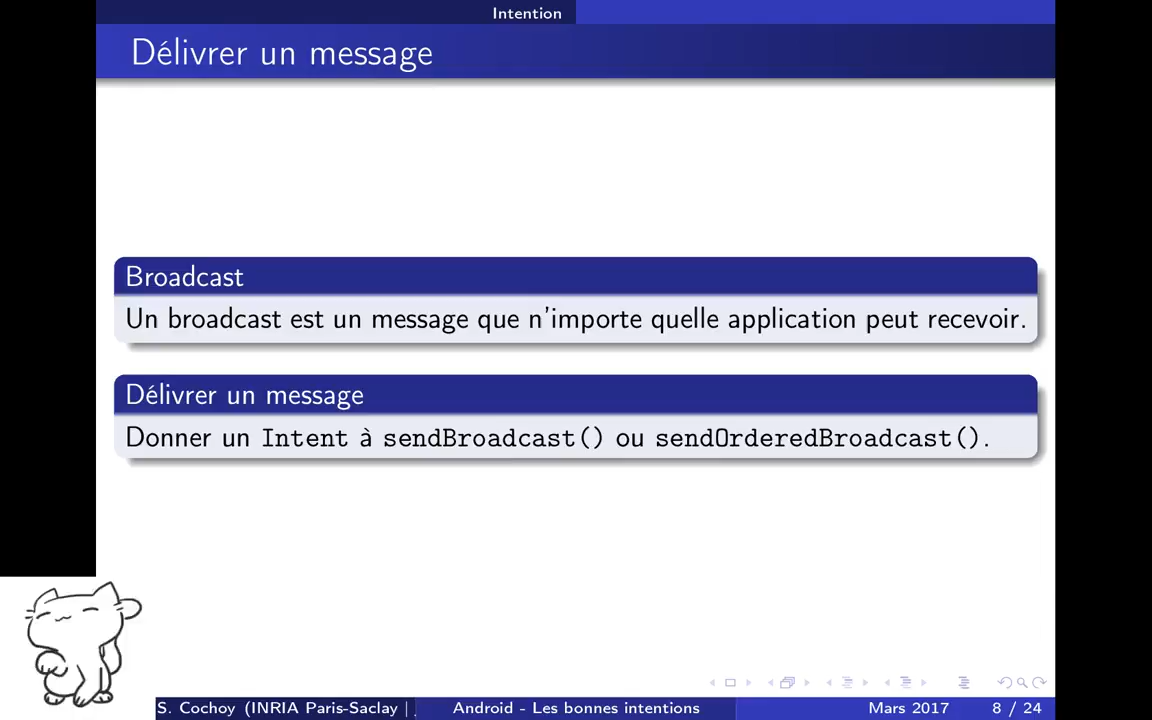 Intention
Délivrer un message
Broadcast
Un broadcast est un message que n'importe quelle application peut recevoir.
Délivrer un message
Donner un Intent à sendBroadcast() ou sendOrderedBroadcast().
S. Cochoy (INRIA Paris-Saclay | Android - Les bonnes intentions Mars 2017 8 / 24